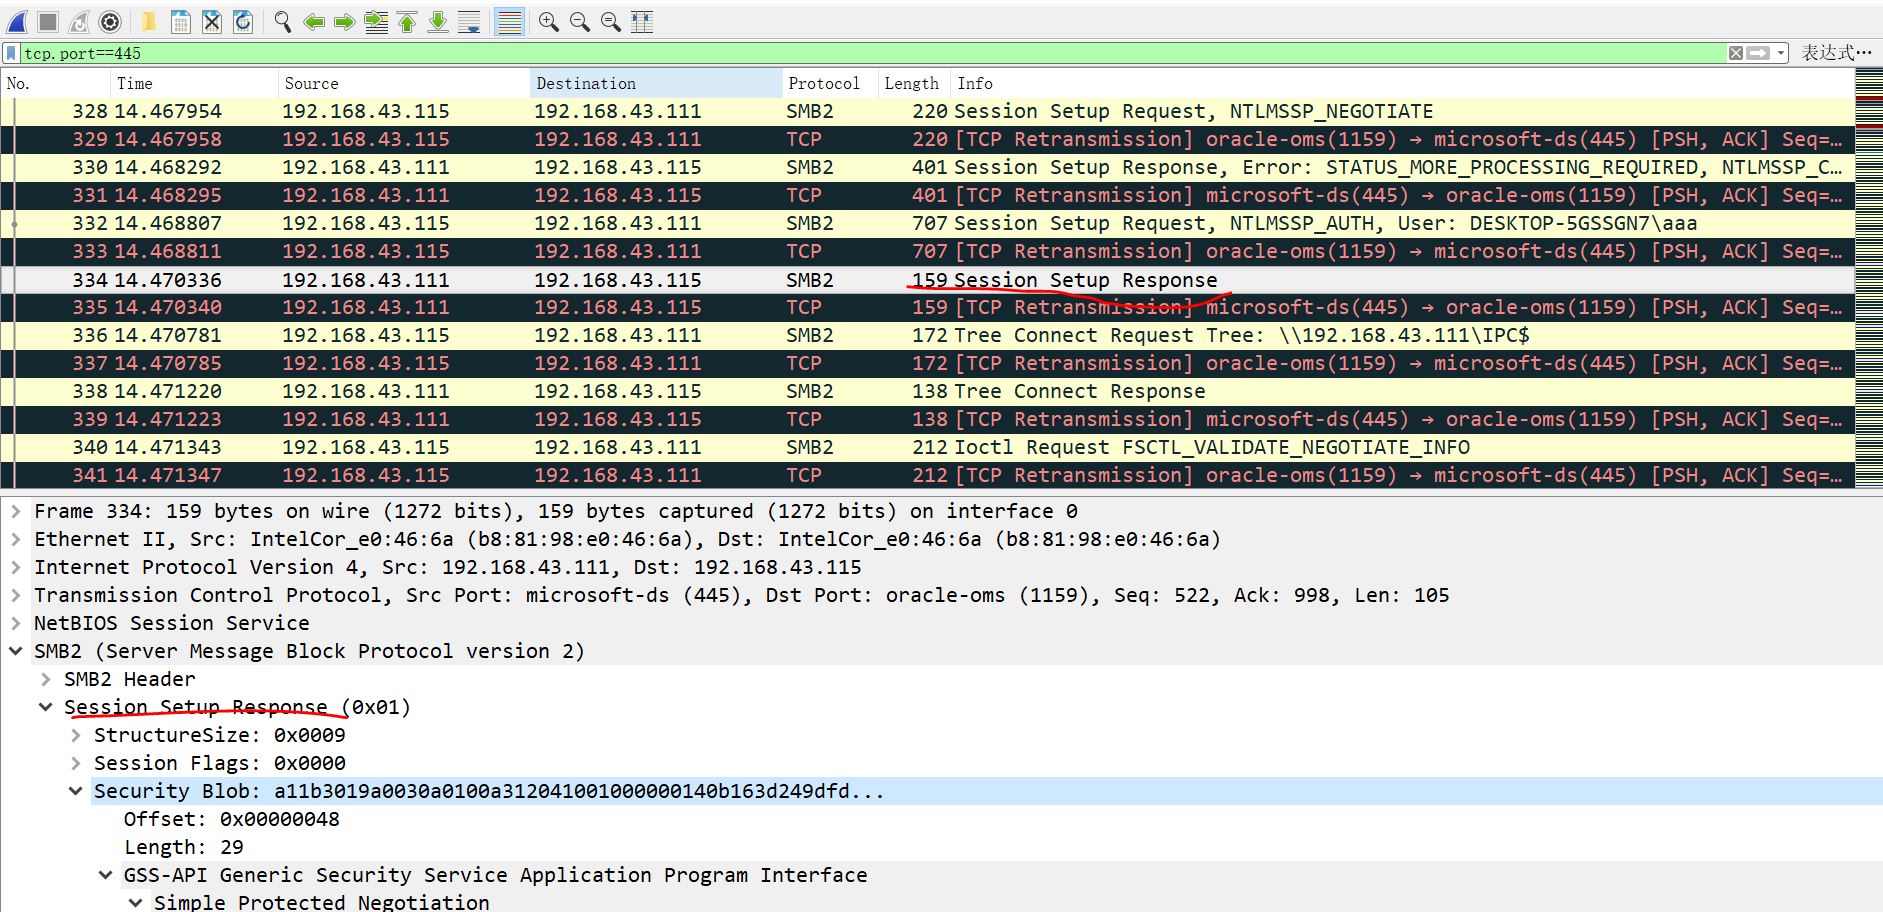 tcp.port==445 表达式…
No. Time Source Destination Protocol Length Info
328 14.467954 192.168.43.115 192.168.43.111 SMB2 220 Session Setup Request, NTLMSSP_NEGOTIATE
329 14.467958 192.168.43.115 192.168.43.111 TCP 220 [TCP Retransmission] oracle-oms(1159) → microsoft-ds(445) [PSH, ACK] Seq=…
330 14.468292 192.168.43.111 192.168.43.115 SMB2 401 Session Setup Response, Error: STATUS_MORE_PROCESSING_REQUIRED, NTLMSSP_C…
331 14.468295 192.168.43.111 192.168.43.115 TCP 401 [TCP Retransmission] microsoft-ds(445) → oracle-oms(1159) [PSH, ACK] Seq=…
332 14.468807 192.168.43.115 192.168.43.111 SMB2 707 Session Setup Request, NTLMSSP_AUTH, User: DESKTOP-5GSSGN7\aaa
333 14.468811 192.168.43.115 192.168.43.111 TCP 707 [TCP Retransmission] oracle-oms(1159) → microsoft-ds(445) [PSH, ACK] Seq=…
334 14.470336 192.168.43.111 192.168.43.115 SMB2 159 Session Setup Response
335 14.470340 192.168.43.111 192.168.43.115 TCP 159 [TCP Retransmission] microsoft-ds(445) → oracle-oms(1159) [PSH, ACK] Seq=…
336 14.470781 192.168.43.115 192.168.43.111 SMB2 172 Tree Connect Request Tree: \\192.168.43.111\IPC$
337 14.470785 192.168.43.115 192.168.43.111 TCP 172 [TCP Retransmission] oracle-oms(1159) → microsoft-ds(445) [PSH, ACK] Seq=…
338 14.471220 192.168.43.111 192.168.43.115 SMB2 138 Tree Connect Response
339 14.471223 192.168.43.111 192.168.43.115 TCP 138 [TCP Retransmission] microsoft-ds(445) → oracle-oms(1159) [PSH, ACK] Seq=…
340 14.471343 192.168.43.115 192.168.43.111 SMB2 212 Ioctl Request FSCTL_VALIDATE_NEGOTIATE_INFO
341 14.471347 192.168.43.115 192.168.43.111 TCP 212 [TCP Retransmission] oracle-oms(1159) → microsoft-ds(445) [PSH, ACK] Seq=…
Frame 334: 159 bytes on wire (1272 bits), 159 bytes captured (1272 bits) on interface 0
Ethernet II, Src: IntelCor_e0:46:6a (b8:81:98:e0:46:6a), Dst: IntelCor_e0:46:6a (b8:81:98:e0:46:6a)
Internet Protocol Version 4, Src: 192.168.43.111, Dst: 192.168.43.115
Transmission Control Protocol, Src Port: microsoft-ds (445), Dst Port: oracle-oms (1159), Seq: 522, Ack: 998, Len: 105
NetBIOS Session Service
SMB2 (Server Message Block Protocol version 2)
SMB2 Header
Session Setup Response (0x01)
StructureSize: 0x0009
Session Flags: 0x0000
Security Blob: a11b3019a0030a0100a312041001000000140b163d249dfd...
Offset: 0x00000048
Length: 29
GSS-API Generic Security Service Application Program Interface
Simple Protected Negotiation